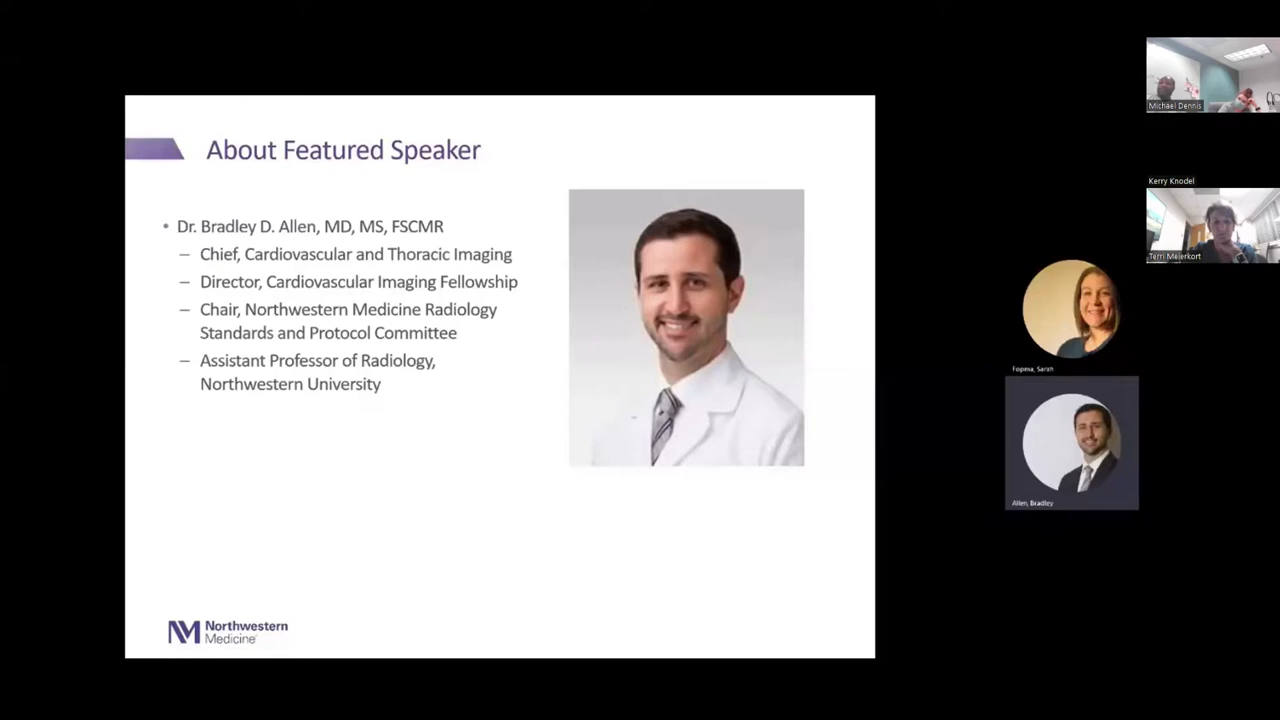 About Featured Speaker
• Dr. Bradley D. Allen, MD, MS, FSCMR
– Chief, Cardiovascular and Thoracic Imaging
– Director, Cardiovascular Imaging Fellowship
– Chair, Northwestern Medicine Radiology
Standards and Protocol Committee
– Assistant Professor of Radiology,
Northwestern University
Northwestern
Medicine
Michael Dennis
Kerry Knodel
Terri Meierkort
Fopma, Sarah
Allen, Bradley